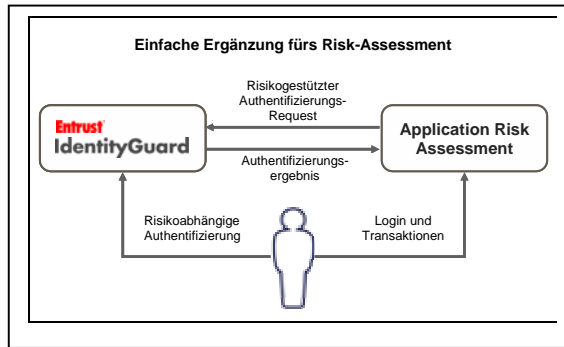 Einfache Ergänzung fürs Risk-Assessment
Risikogestützter
Authentifizierungs-
Request
Entrust
IdentityGuard
Application Risk
Assessment
Authentifizierungs-
ergebnis
Risikoabhängige
Authentifizierung
Login und
Transaktionen